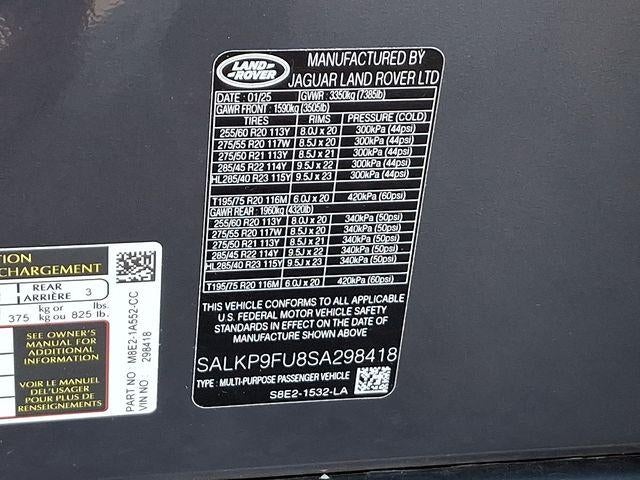 LAND ROVER
MANUFACTURED BY
JAGUAR LAND ROVER LTD
DATE : 01/25 GVWR : 3350kg (7385lb)
GAWR FRONT : 1590kg (3505lb)
TIRES RIMS PRESSURE (COLD)
255/60 R20 113Y 8.0J x 20 300kPa (44psi)
275/55 R20 117W 8.5J x 20 300kPa (44psi)
275/50 R21 113Y 8.5J x 21 300kPa (44psi)
285/45 R22 114Y 9.5J x 22 300kPa (44psi)
HL285/40 R23 115Y 9.5J x 23 300kPa (44psi)
T195/75 R20 116M 6.0J x 20 420kPa (60psi)
GAWR REAR : 1960kg (4320lb)
255/60 R20 113Y 8.0J x 20 340kPa (50psi)
275/55 R20 117W 8.5J x 20 340kPa (50psi)
275/50 R21 113Y 8.5J x 21 340kPa (50psi)
285/45 R22 114Y 9.5J x 22 340kPa (50psi)
HL285/40 R23 115Y 9.5J x 23 340kPa (50psi)
T195/75 R20 116M 6.0J x 20 420kPa (60psi)
THIS VEHICLE CONFORMS TO ALL APPLICABLE
U.S. FEDERAL MOTOR VEHICLE SAFETY
STANDARDS IN EFFECT ON THE DATE OF
MANUFACTURE SHOWN ABOVE
SALKP9FU8SA298418
TYPE : MULTI-PURPOSE PASSENGER VEHICLE
S8E2-1532-LA
TION
CHARGEMENT
REAR
ARRIÈRE 3
375 kg or
kg ou 825 lbs.
lb.
SEE OWNER'S
MANUAL FOR
ADDITIONAL
INFORMATION
VOIR LE MANUEL
DEL'USAGER
POUR PLUS DE
RENSEIGNEMENTS
PART NO M8E2-1A552-CC
VIN NO 298418